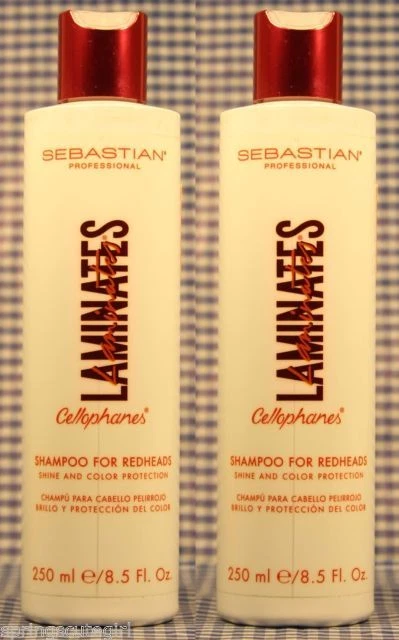 SEBASTIAN®
PROFESSIONAL
LAMINATES
Laminates
Cellophanes®
SHAMPOO FOR REDHEADS
SHINE AND COLOR PROTECTION
CHAMPÚ PARA CABELLO PELIRROJO
BRILLO Y PROTECCIÓN DEL COLOR
250 ml e/8.5 Fl. Oz.
SEBASTIAN®
PROFESSIONAL
LAMINATES
Laminates
Cellophanes®
SHAMPOO FOR REDHEADS
SHINE AND COLOR PROTECTION
CHAMPÚ PARA CABELLO PELIRROJO
BRILLO Y PROTECCIÓN DEL COLOR
250 ml e/8.5 Fl. Oz.
springscutegirl